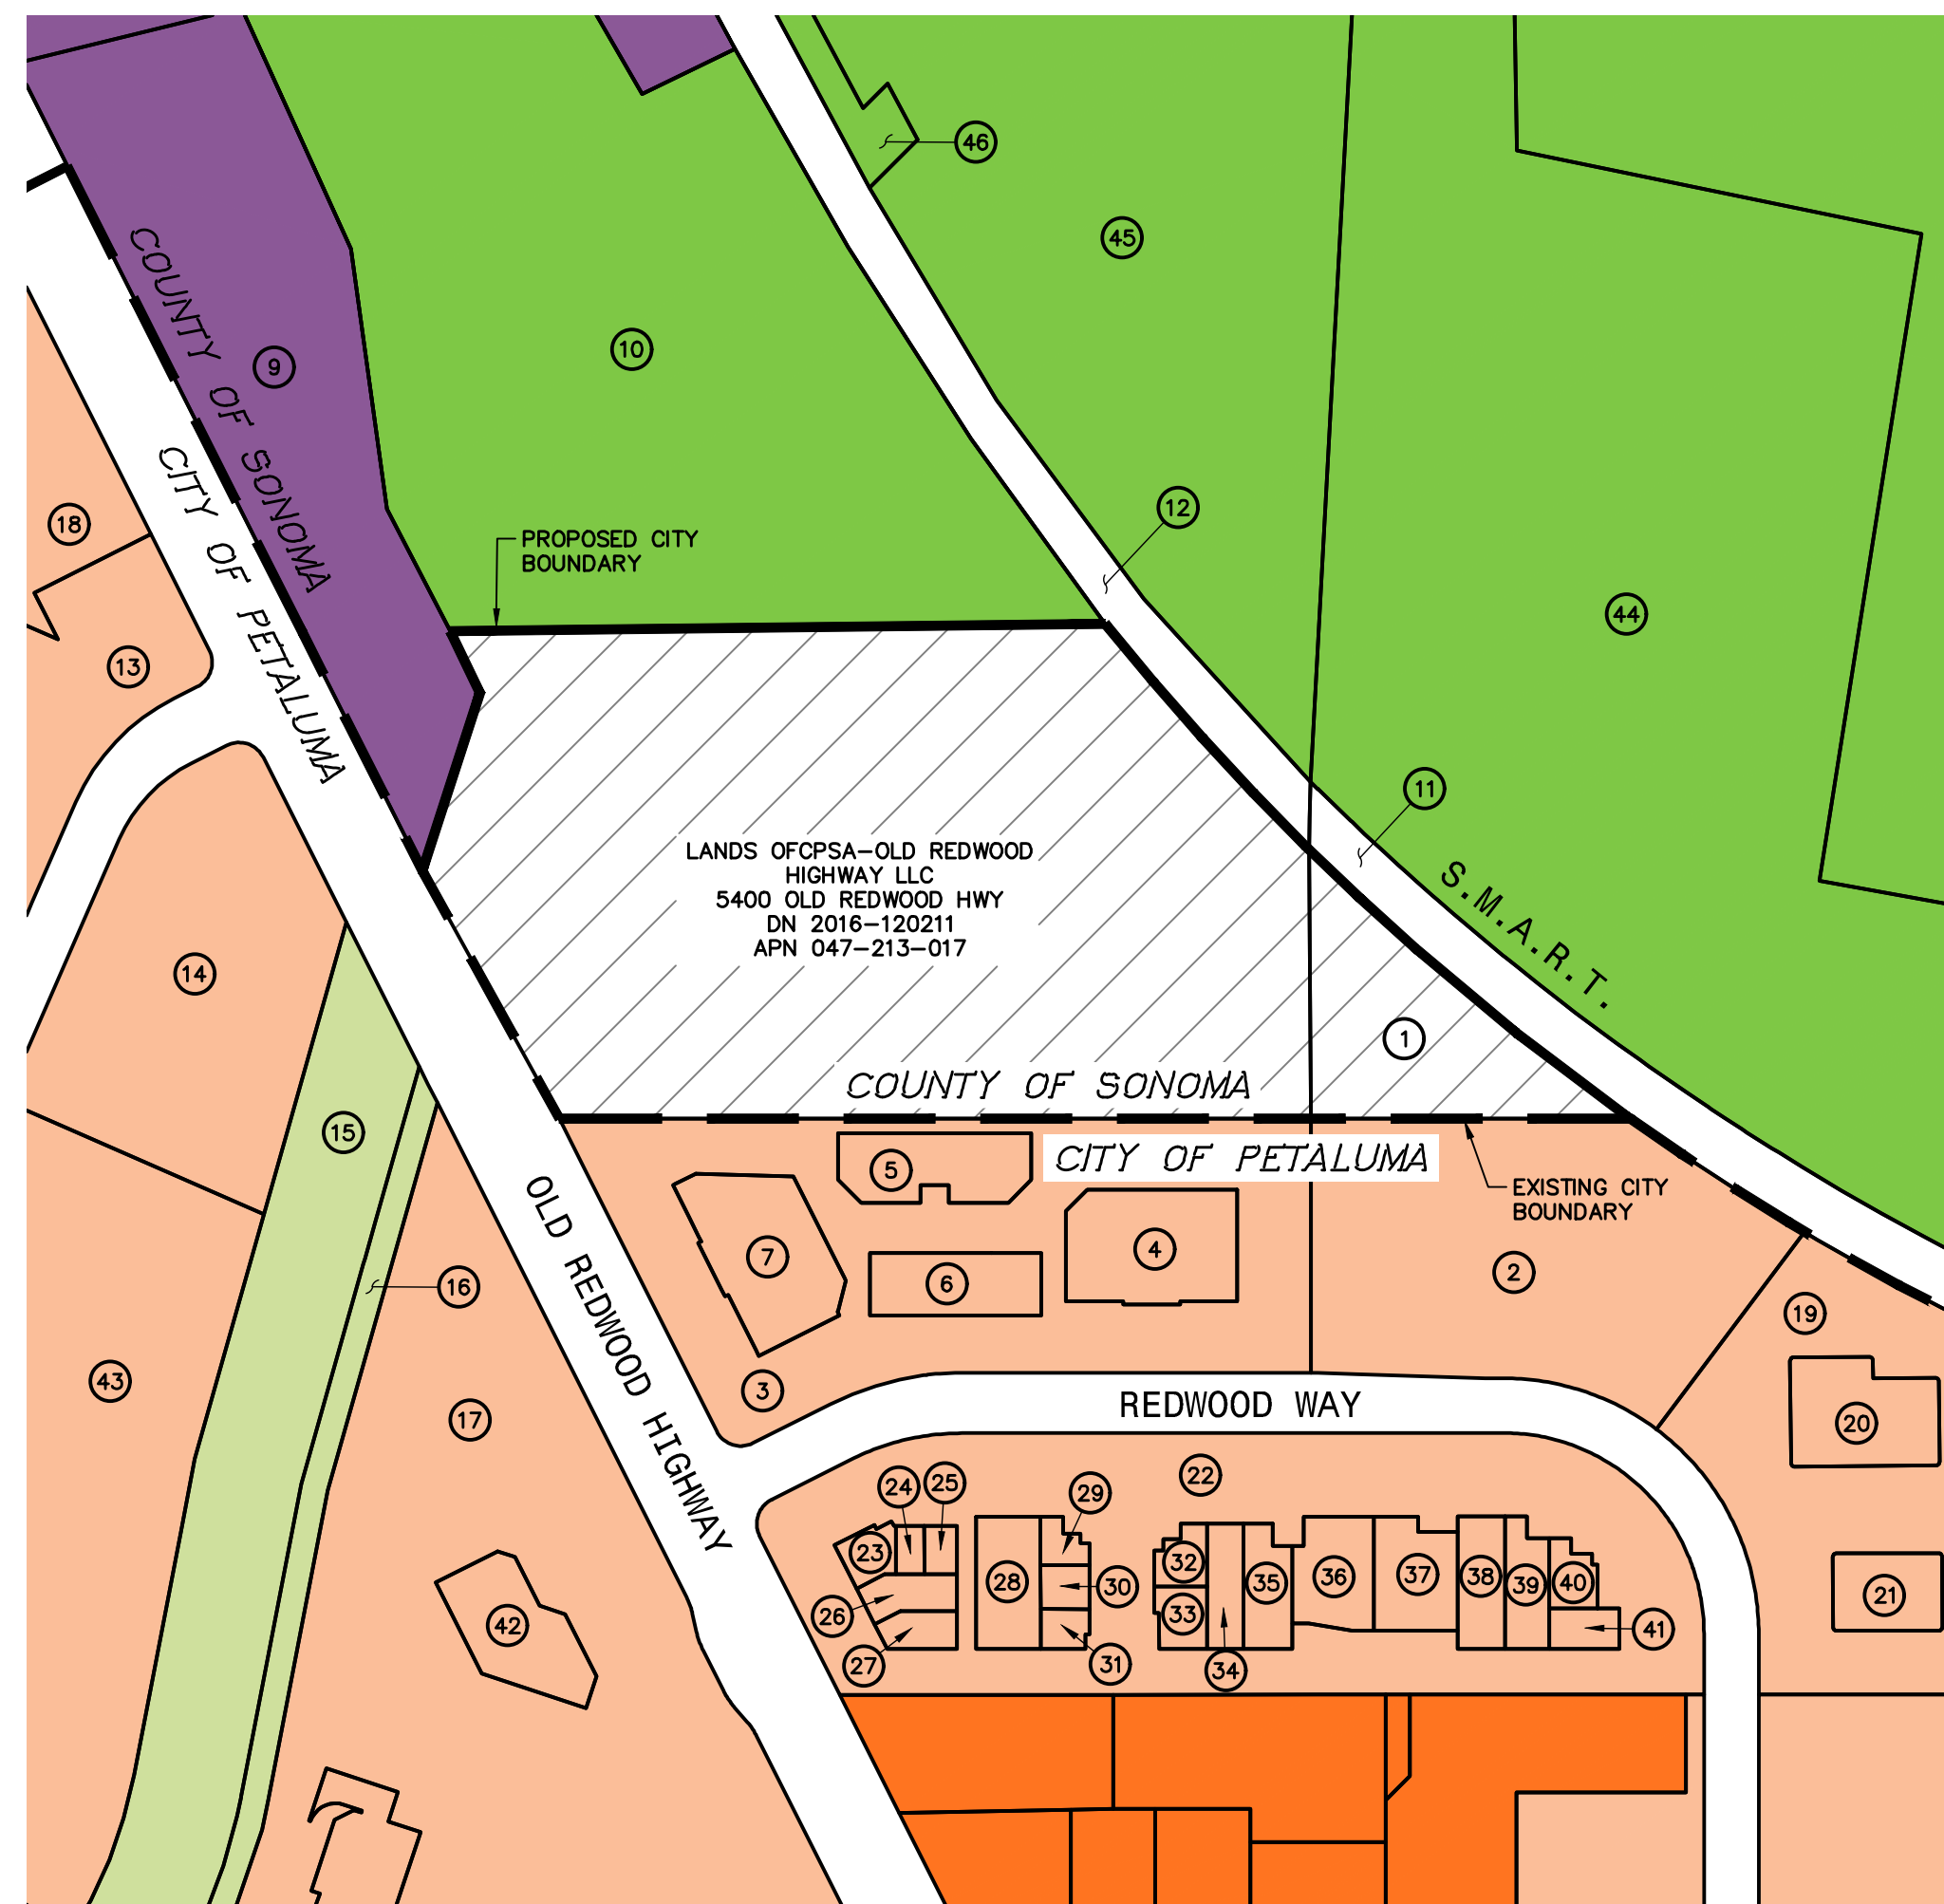 46
45
COUNTY OF SONOMA
9
10
12
18
CITY OF PETALUMA
PROPOSED CITY
BOUNDARY
44
13
11
LANDS OFCPSA-OLD REDWOOD
HIGHWAY LLC
5400 OLD REDWOOD HWY
DN 2016-120211
APN 047-213-017
S.M.A.R.T.
14
1
COUNTY OF SONOMA
15
5
CITY OF PETALUMA
EXISTING CITY
BOUNDARY
OLD REDWOOD HIGHWAY
7
4
6
2
16
19
43
3
REDWOOD WAY
17
20
22
24
25
29
23
28
30
32
35
36
37
38
39
40
21
26
33
42
41
27
31
34